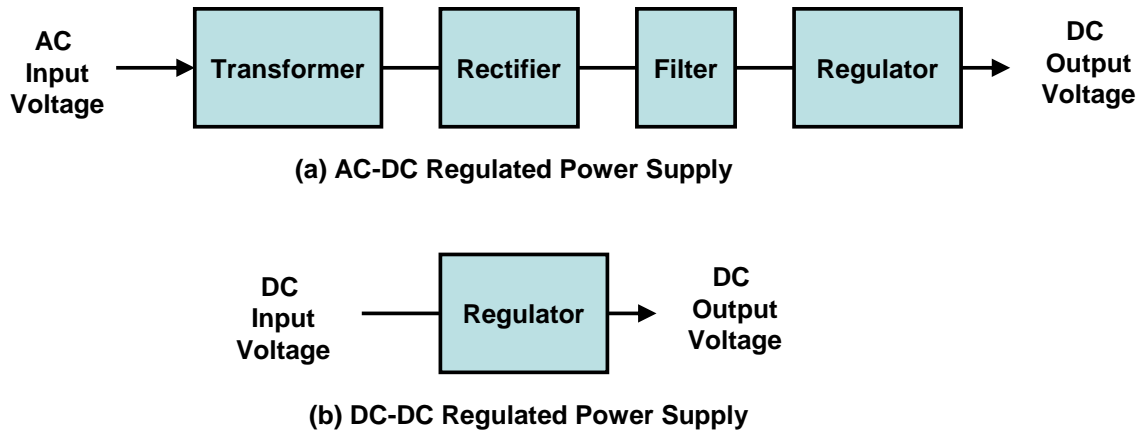 AC
Input
Voltage
Transformer
Rectifier
Filter
Regulator
DC
Output
Voltage
(a) AC-DC Regulated Power Supply
DC
Input
Voltage
Regulator
DC
Output
Voltage
(b) DC-DC Regulated Power Supply